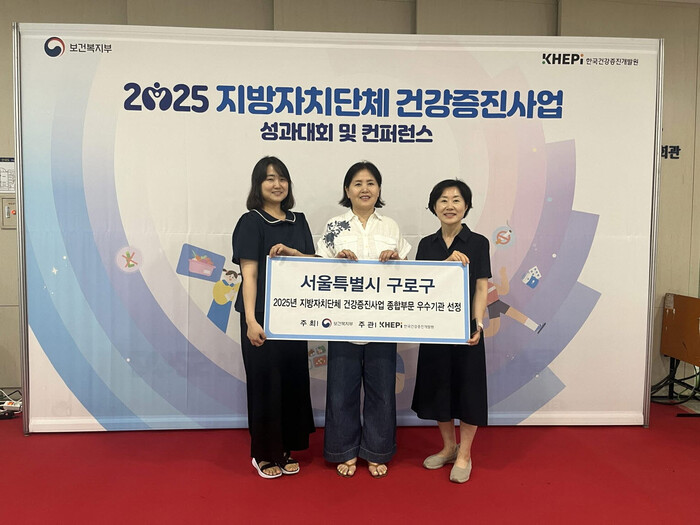 보건복지부
KHEPi 한국건강증진개발원
2025 지방자치단체 건강증진사업
성과대회 및 컨퍼런스
회관
서울특별시 구로구
2025년 지방자치단체 건강증진사업 종합부문 우수기관 선정
주최 보건복지부 주관 KHEPi 한국건강증진개발원